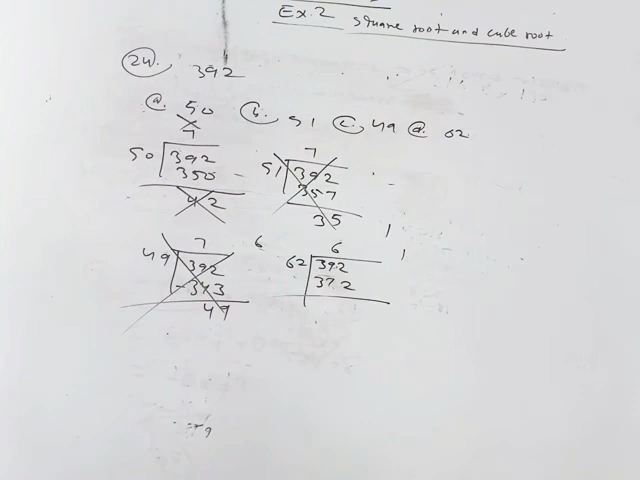 Ex.2 square root and cube root
24. 392
a. 50 b. 51 c. 49 d. 62
7 7
50 392 51 392
350 357
42 35
7 6 6
49 392 62 392
-343 372
49